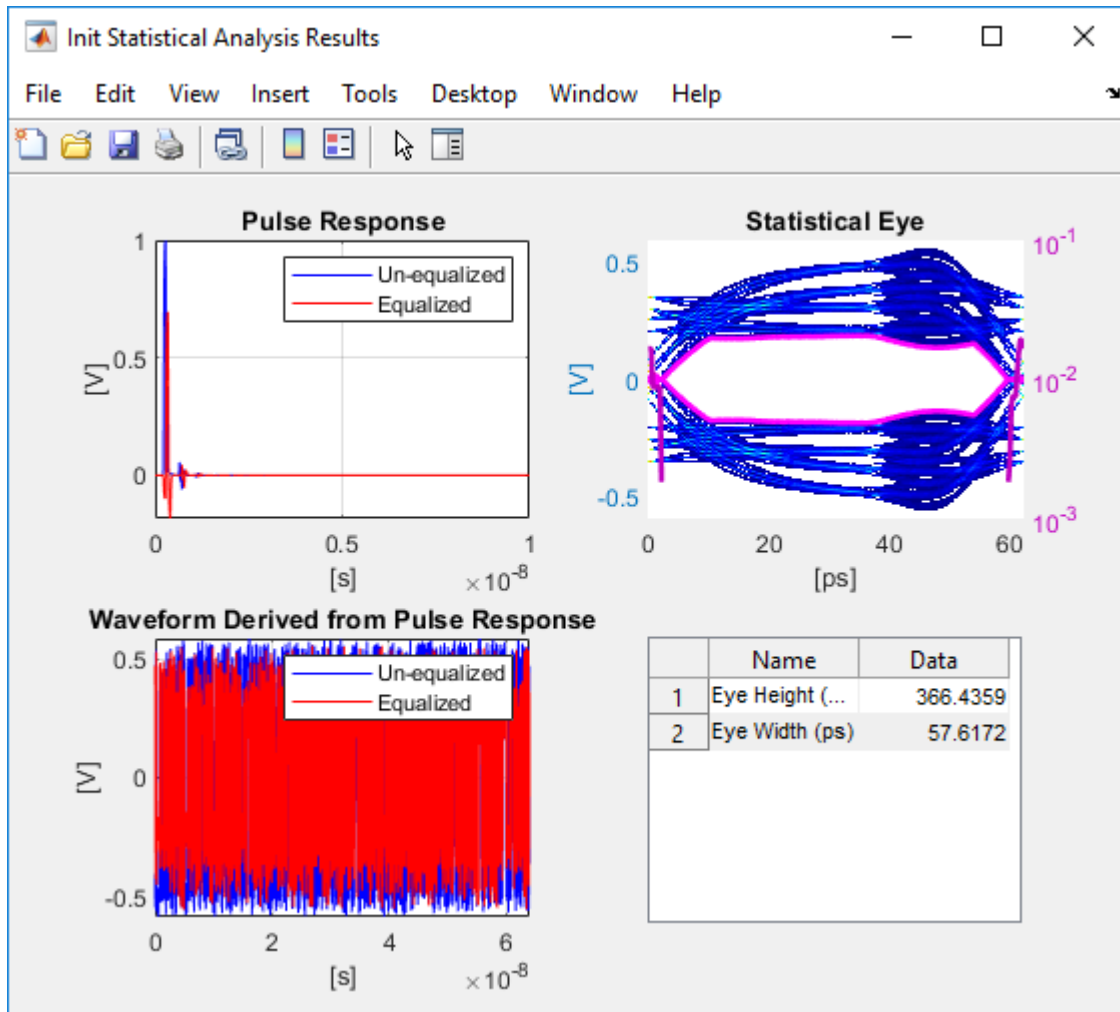 Init Statistical Analysis Results
File Edit View Insert Tools Desktop Window Help
Pulse Response
1
0.5
0
[V]
Un-equalized
Equalized
0 0.5 1
[s] ×10^-8
Statistical Eye
0.5
0
-0.5
[V]
10^-1
10^-2
10^-3
0 20 40 60
[ps]
Waveform Derived from Pulse Response
0.5
0
-0.5
[V]
Un-equalized
Equalized
0 2 4 6
[s] ×10^-8
Name Data
1 Eye Height (... 366.4359
2 Eye Width (ps) 57.6172